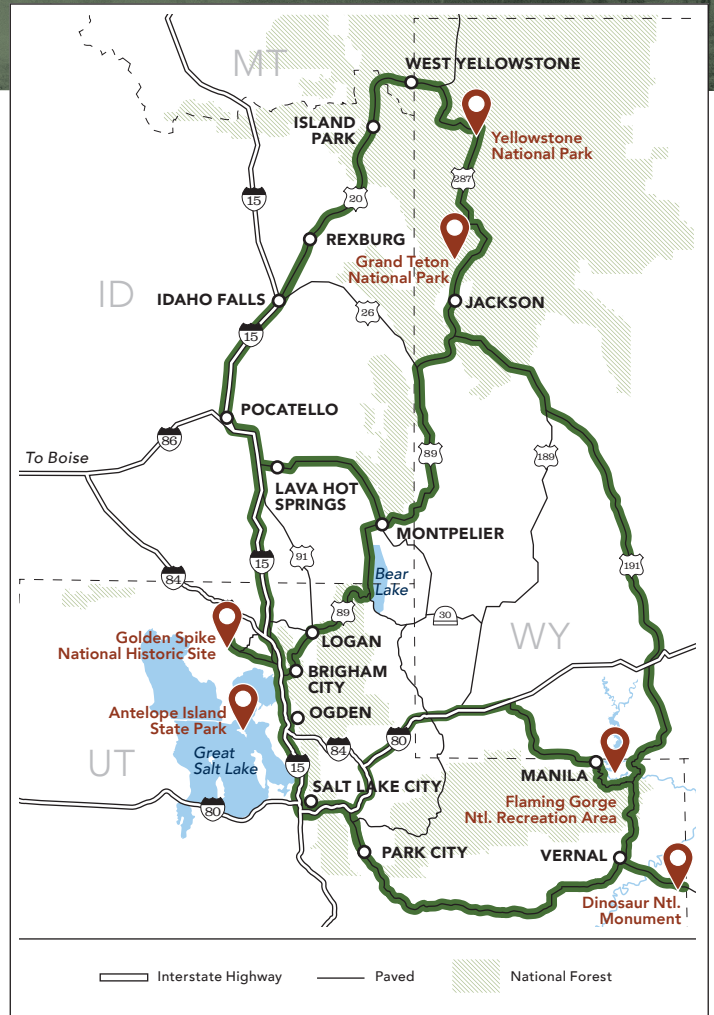 MT
WEST YELLOWSTONE
ISLAND
PARK
Yellowstone
National Park
287
15
20
REXBURG
Grand Teton
National Park
ID
IDAHO FALLS
JACKSON
26
15
POCATELLO
86
89
189
To Boise
LAVA HOT
SPRINGS
MONTPELIER
91
15
191
84
Bear
Lake
89
30
WY
Golden Spike
National Historic Site
LOGAN
BRIGHAM
CITY
Antelope Island
State Park
OGDEN
80
84
Great
Salt Lake
UT
15
MANILA
SALT LAKE CITY
80
Flaming Gorge
Ntl. Recreation Area
PARK CITY
VERNAL
Dinosaur Ntl.
Monument
Interstate Highway
Paved
National Forest